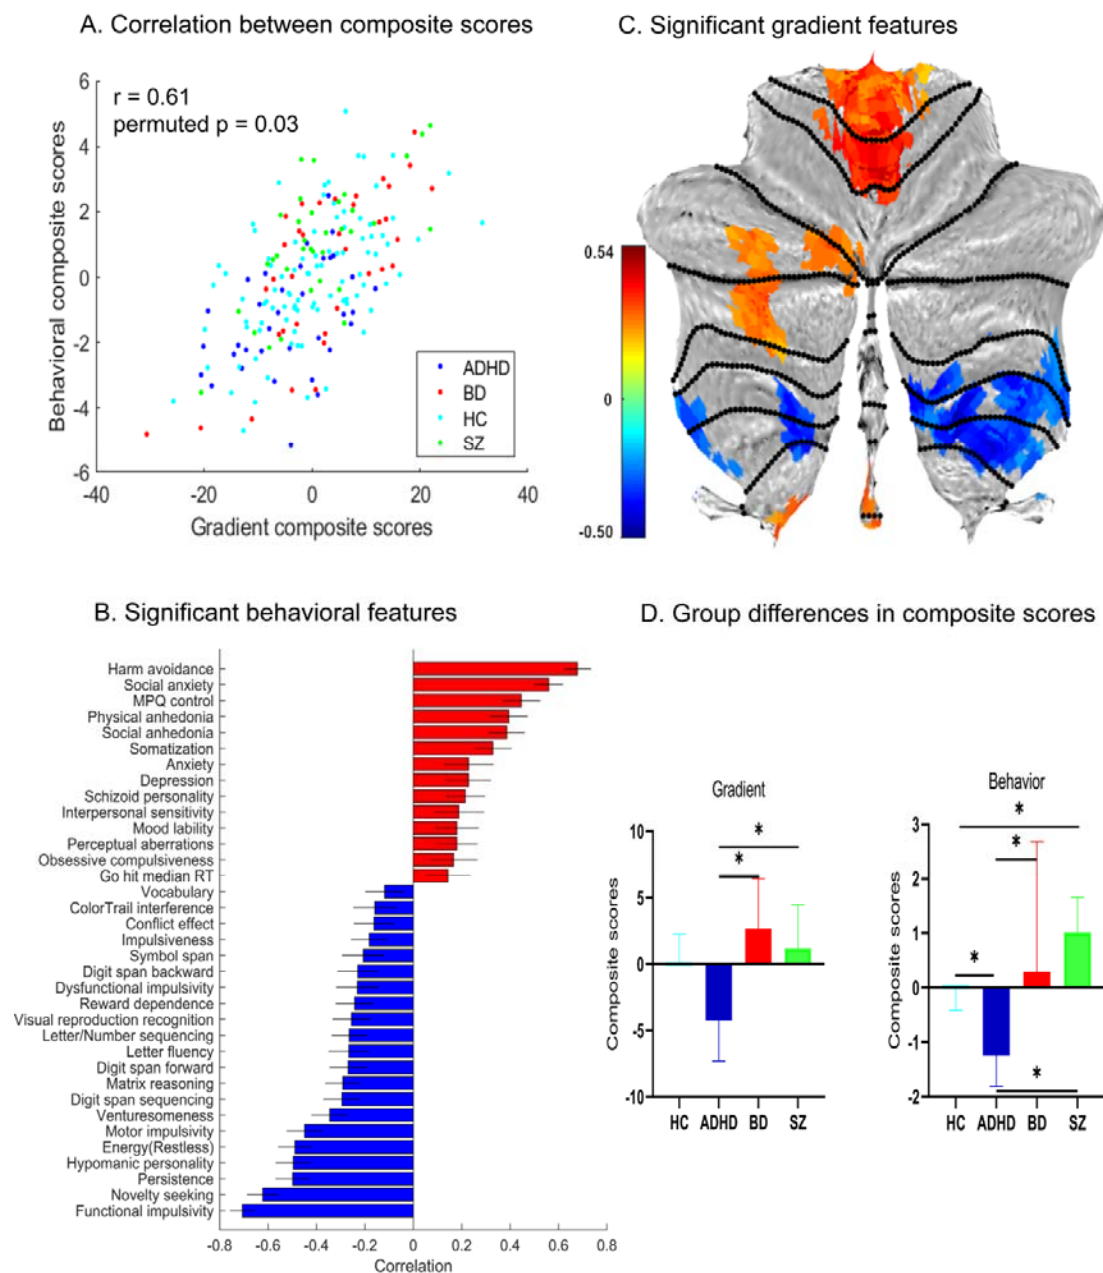 A. Correlation between composite scores
r = 0.61
permuted p = 0.03
Behavioral composite scores
6
4
2
0
-2
-4
-6
-40
-20
0
20
40
Gradient composite scores
ADHD
BD
HC
SZ
C. Significant gradient features
0.54
0
-0.50
B. Significant behavioral features
Harm avoidance
Social anxiety
MPQ control
Physical anhedonia
Social anhedonia
Somatization
Anxiety
Depression
Schizoid personality
Interpersonal sensitivity
Mood lability
Perceptual aberrations
Obsessive compulsiveness
Go hit median RT
Vocabulary
ColorTrail interference
Conflict effect
Impulsiveness
Symbol span
Digit span backward
Dysfunctional impulsivity
Reward dependence
Visual reproduction recognition
Letter/Number sequencing
Letter fluency
Digit span forward
Matrix reasoning
Digit span sequencing
Venturesomeness
Motor impulsivity
Energy(Restless)
Hypomanic personality
Persistence
Novelty seeking
Functional impulsivity
-0.8
-0.6
-0.4
-0.2
0
0.2
0.4
0.6
0.8
Correlation
D. Group differences in composite scores
Gradient
Composite scores
10
5
0
-5
-10
*
*
HC
ADHD
BD
SZ
Behavior
Composite scores
3
2
1
0
-1
-2
*
*
*
*
HC
ADHD
BD
SZ